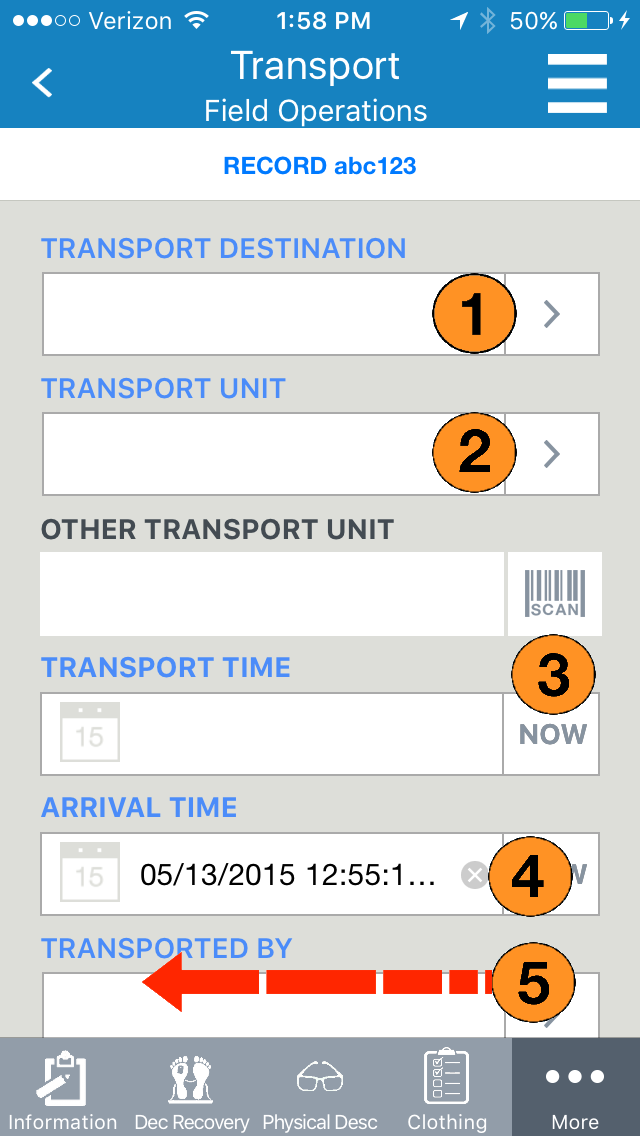 Verizon 1:58 PM 50%
Transport
Field Operations
RECORD abc123
TRANSPORT DESTINATION
1
TRANSPORT UNIT
2
OTHER TRANSPORT UNIT
SCAN
TRANSPORT TIME
3
15
NOW
ARRIVAL TIME
15 05/13/2015 12:55:1... 4 W
TRANSPORTED BY
5
Information Dec Recovery Physical Desc Clothing More